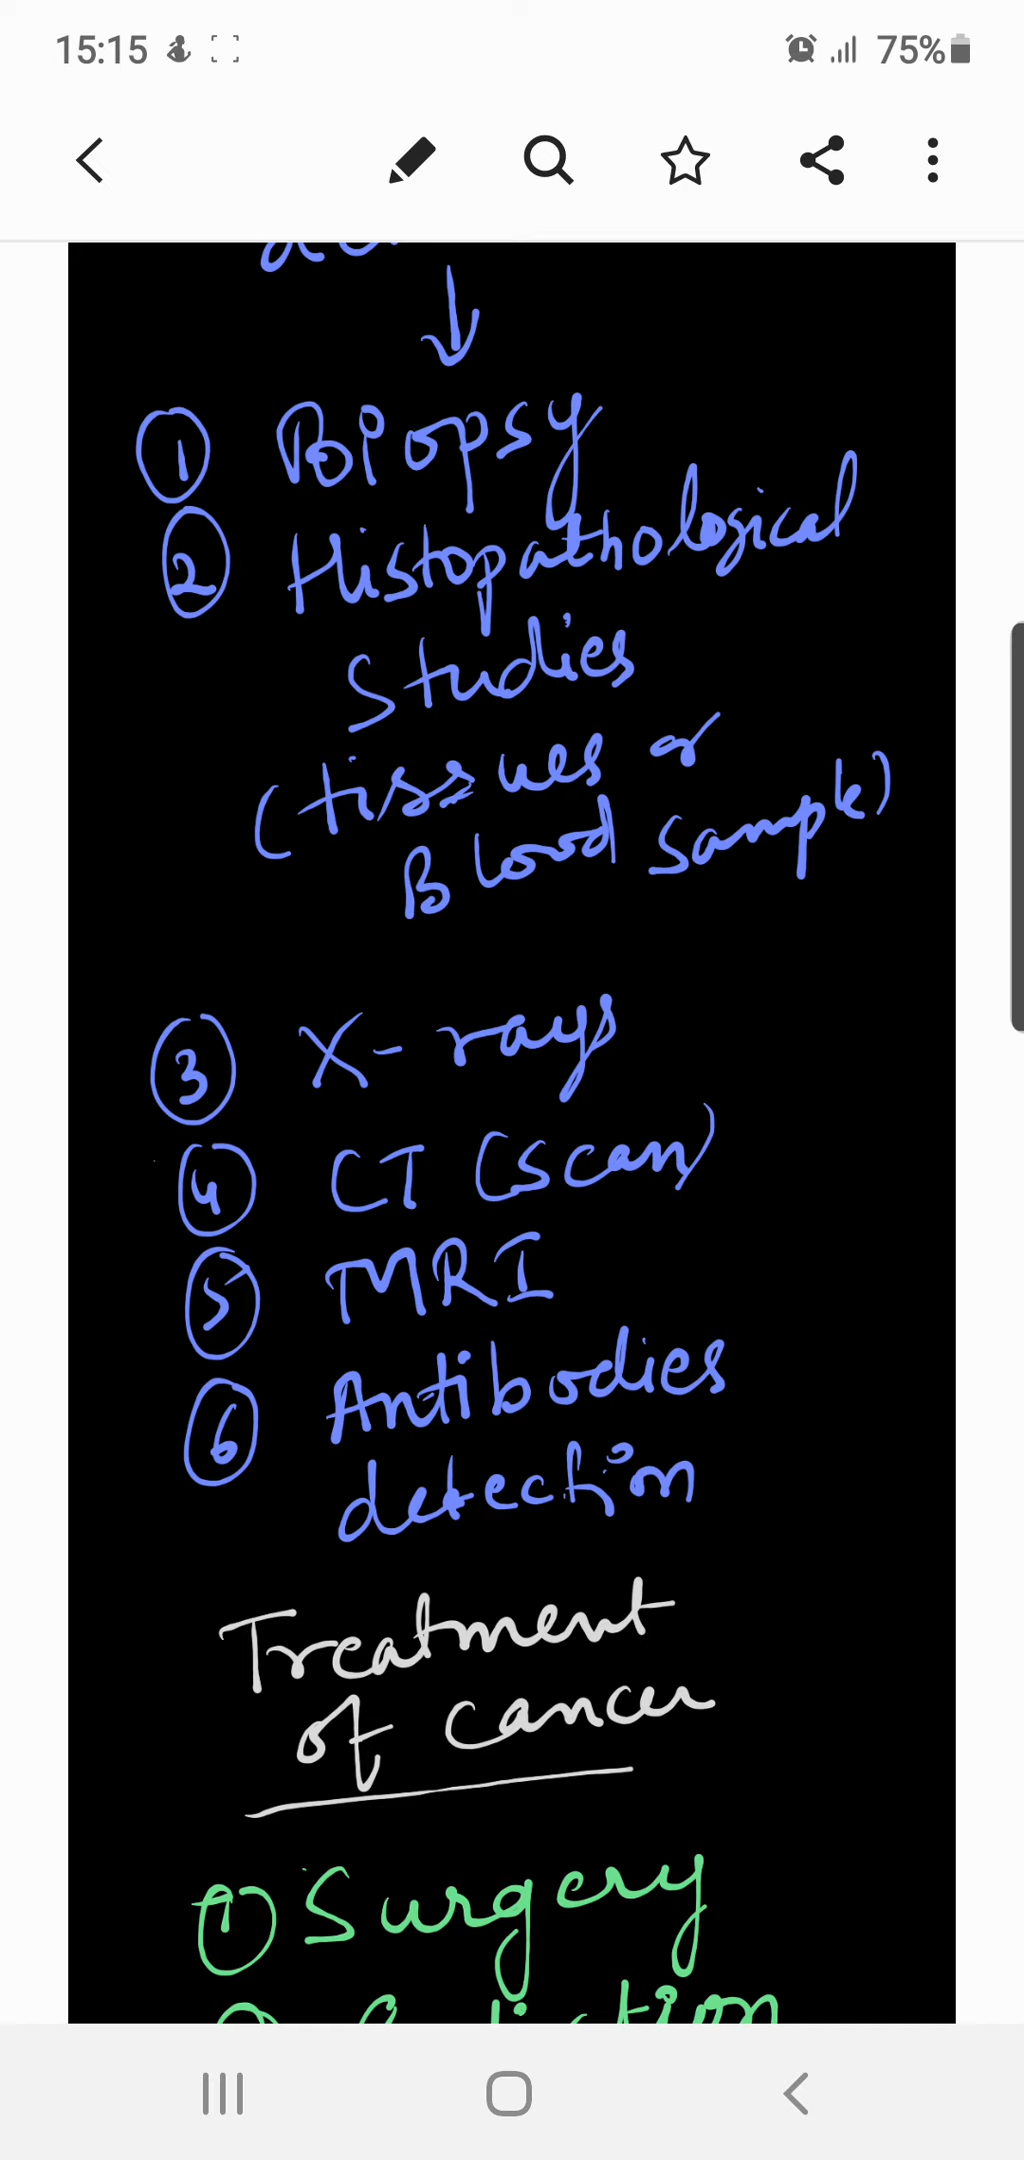 15:15 75%
① Biopsy
② Histopathological
Studies
(tissues or
Blood sample)
③ X-rays
④ CT (scan)
⑤ MRI
⑥ Antibodies
detection
Treatment
of cancer
① Surgery